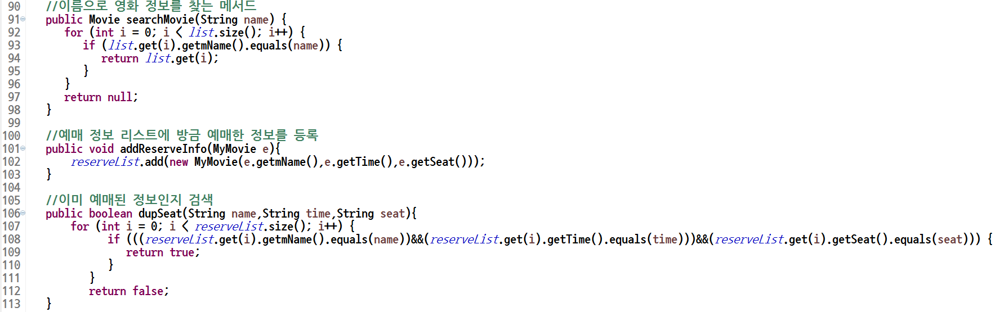 90 //이름으로 영화 정보를 찾는 메서드
91 public Movie searchMovie(String name) {
92 for (int i = 0; i < list.size(); i++) {
93 if (list.get(i).getmName().equals(name)) {
94 return list.get(i);
95 }
96 }
97 return null;
98 }
99
100 //예매 정보 리스트에 방금 예매한 정보를 등록
101 public void addReserveInfo(MyMovie e){
102 reserveList.add(new MyMovie(e.getmName(),e.getTime(),e.getSeat()));
103 }
104
105 //이미 예매된 정보인지 검색
106 public boolean dupSeat(String name,String time,String seat){
107 for (int i = 0; i < reserveList.size(); i++) {
108 if (((reserveList.get(i).getmName().equals(name))&&(reserveList.get(i).getTime().equals(time)))&&(reserveList.get(i).getSeat().equals(seat))) {
109 return true;
110 }
111 }
112 return false;
113 }